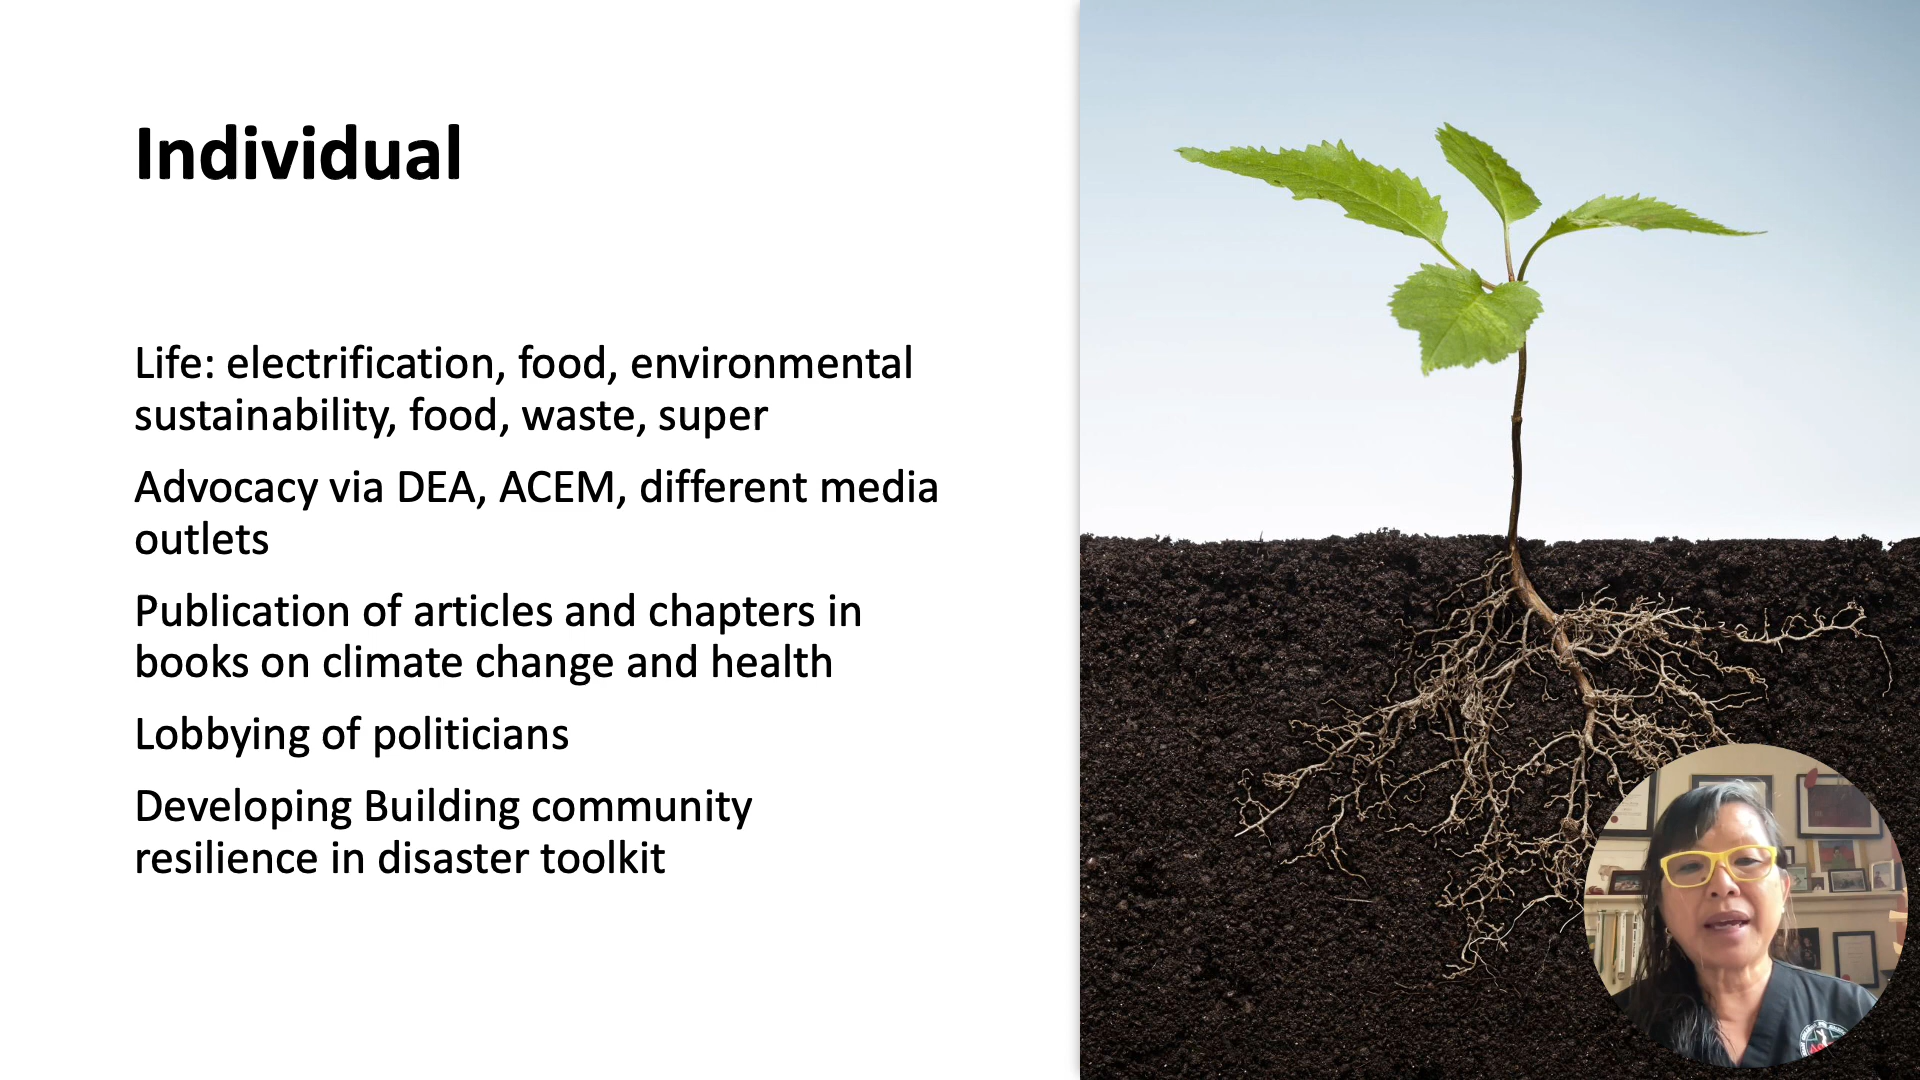 Individual
Life: electrification, food, environmental
sustainability, food, waste, super
Advocacy via DEA, ACEM, different media
outlets
Publication of articles and chapters in
books on climate change and health
Lobbying of politicians
Developing Building community
resilience in disaster toolkit